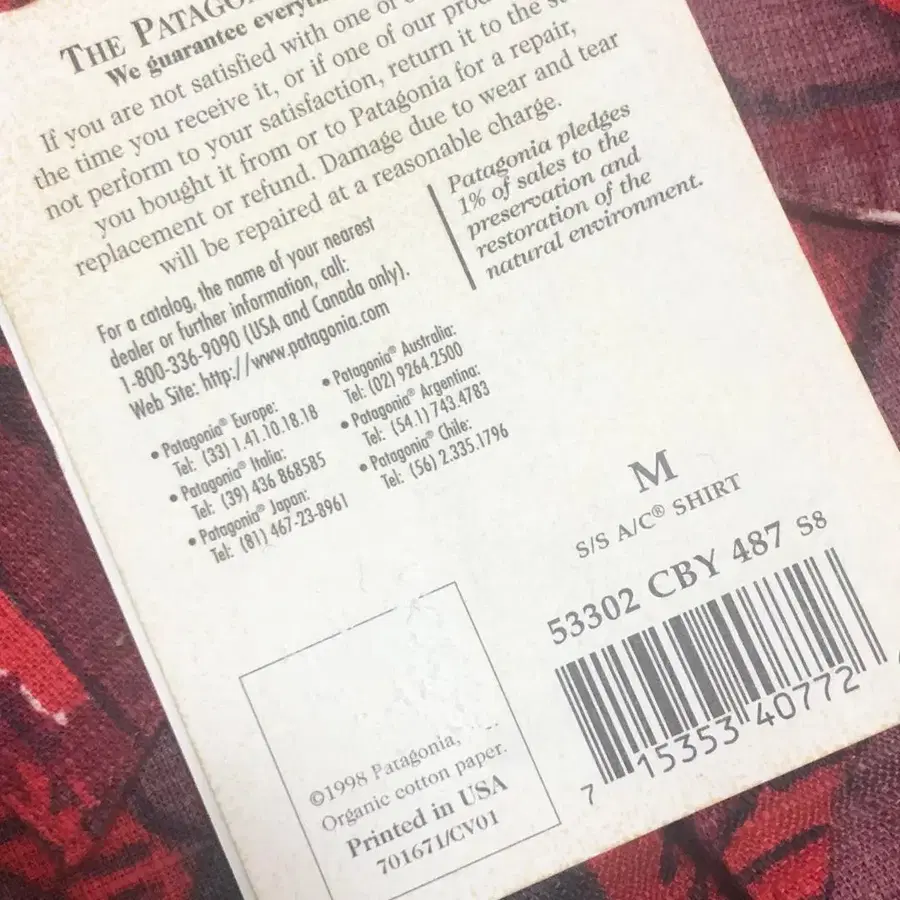 THE PATAGON
We guarantee everyth
If you are not satisfied with one of o
the time you receive it, or if one of our prod
not perform to your satisfaction, return it to the st
you bought it from or to Patagonia for a repair,
replacement or refund. Damage due to wear and tear
will be repaired at a reasonable charge.
Patagonia pledges
1% of sales to the
preservation and
restoration of the
natural environment.
For a catalog, the name of your nearest
dealer or further information, call:
1-800-336-9090 (USA and Canada only).
Web Site: http://www.patagonia.com
• Patagonia® Europe:
Tel: (33) 1.41.10.18.18
• Patagonia® Italia:
Tel: (39) 436 868585
• Patagonia® Japan:
Tel: (81) 467-23-8961
• Patagonia® Australia:
Tel: (02) 9264.2500
• Patagonia® Argentina:
Tel: (54.1) 743.4783
• Patagonia® Chile:
Tel: (56) 2.335.1796
M
S/S A/C® SHIRT
53302 CBY 487 S8
7 15353 40772
©1998 Patagonia,
Organic cotton paper.
Printed in USA
701671/CV01